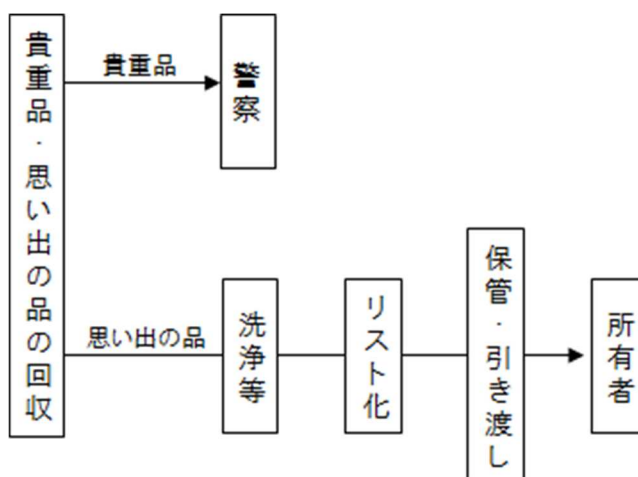 貴重品・思い出の品の回収
貴重品
警察
思い出の品
洗浄等
リスト化
保管・引き渡し
所有者